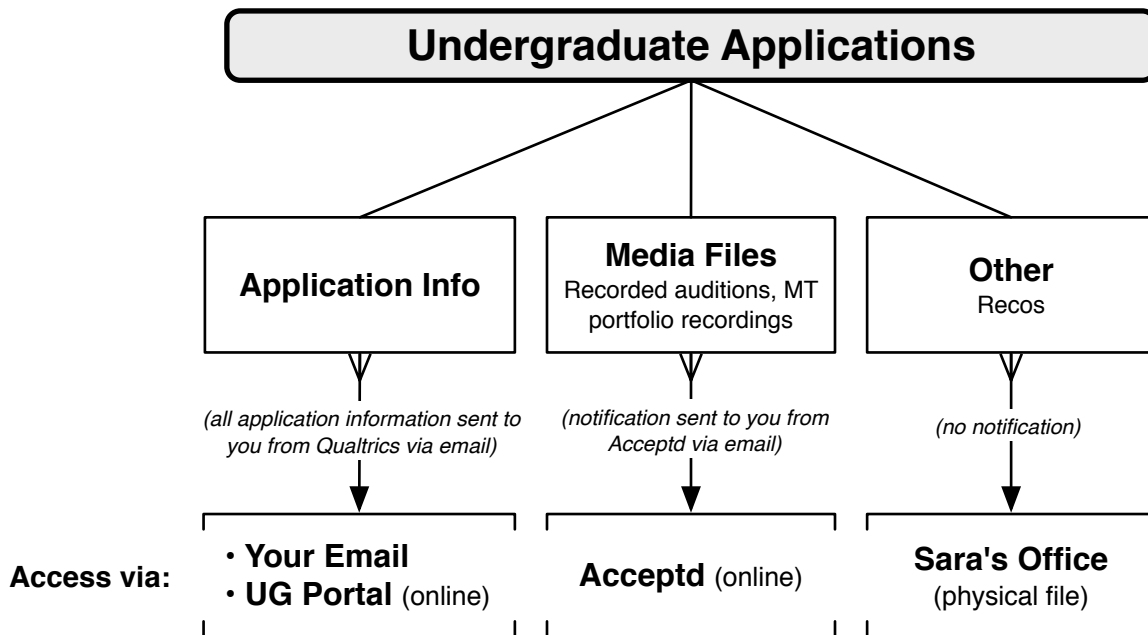 Undergraduate Applications
Application Info
Media Files
Recorded auditions, MT
portfolio recordings
Other
Recos
(all application information sent to
you from Qualtrics via email)
(notification sent to you from
Acceptd via email)
(no notification)
Access via:
• Your Email
• UG Portal (online)
Acceptd (online)
Sara's Office
(physical file)